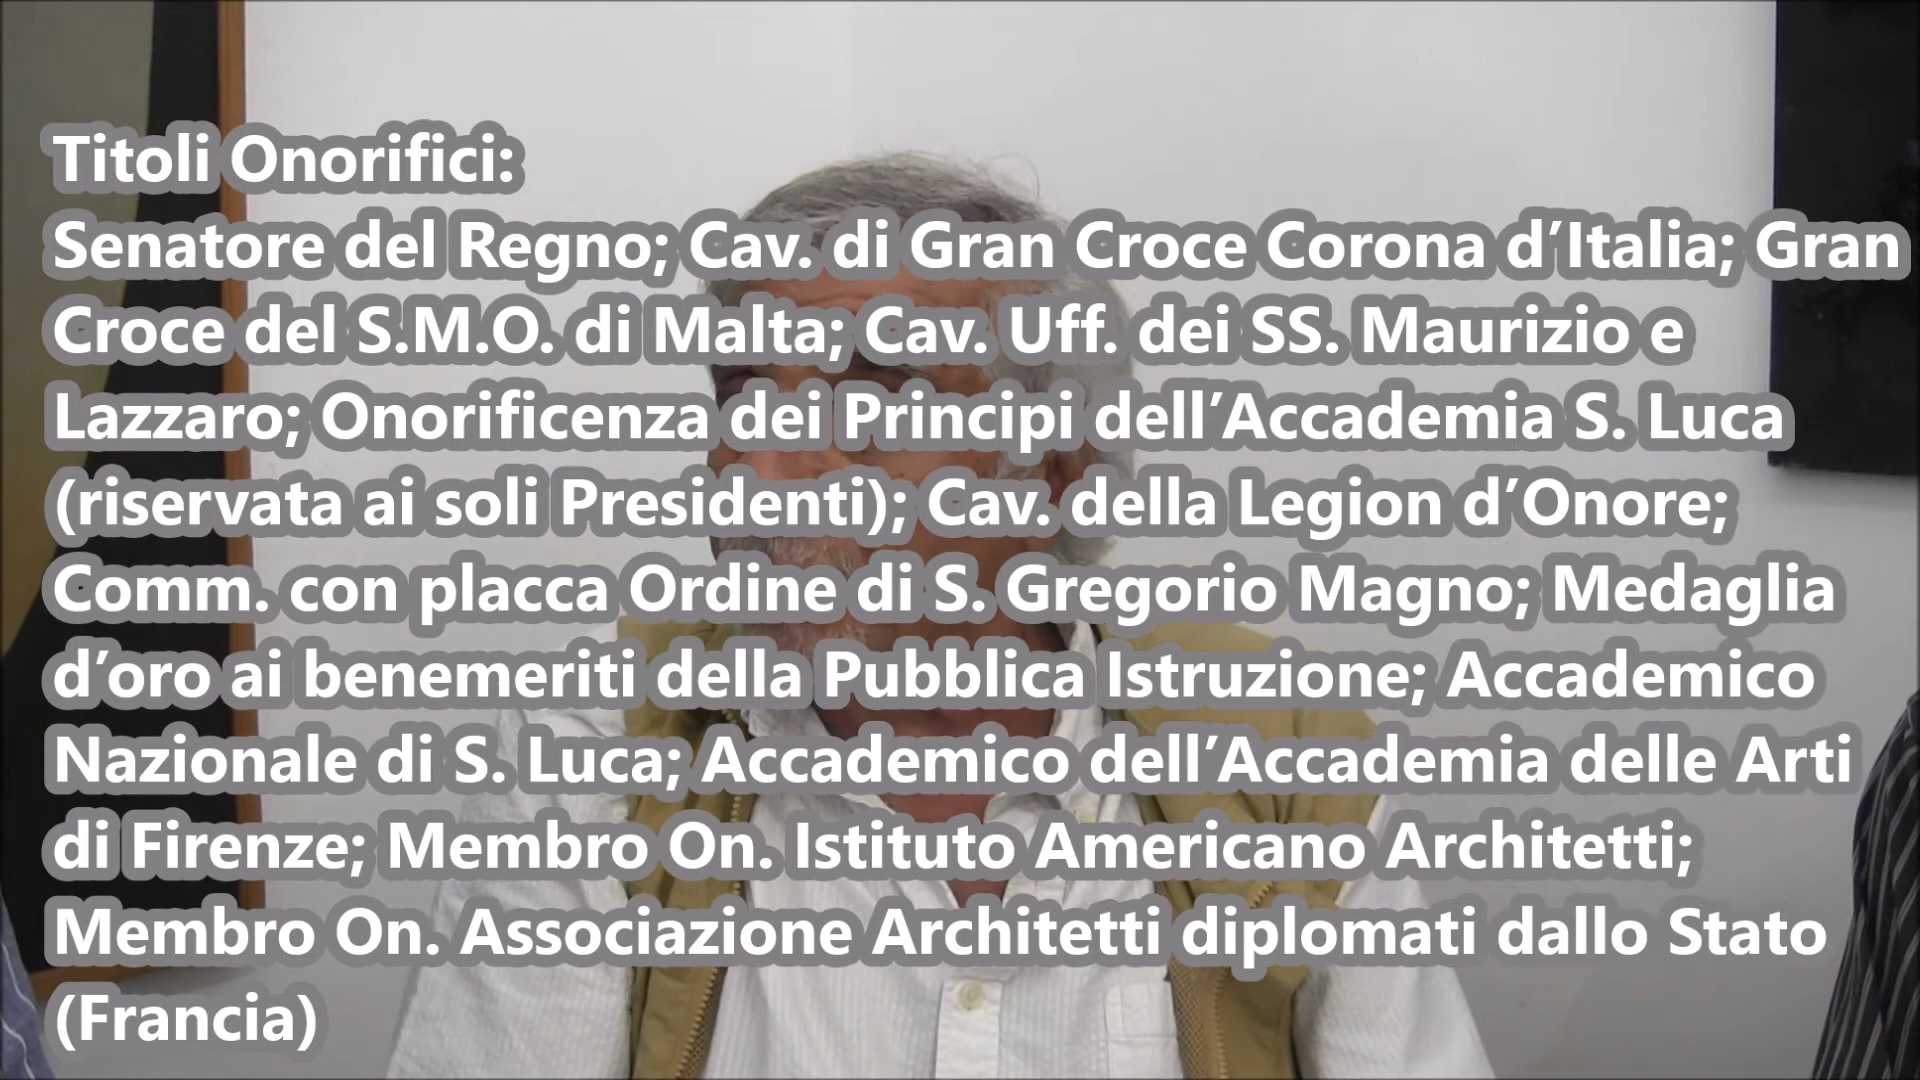 Titoli Onorifici:
Senatore del Regno; Cav. di Gran Croce Corona d’Italia; Gran
Croce del S.M.O. di Malta; Cav. Uff. dei SS. Maurizio e
Lazzaro; Onorificenza dei Principi dell’Accademia S. Luca
(riservata ai soli Presidenti); Cav. della Legion d’Onore;
Comm. con placca Ordine di S. Gregorio Magno; Medaglia
d’oro ai benemeriti della Pubblica Istruzione; Accademico
Nazionale di S. Luca; Accademico dell’Accademia delle Arti
di Firenze; Membro On. Istituto Americano Architetti;
Membro On. Associazione Architetti diplomati dallo Stato
(Francia)